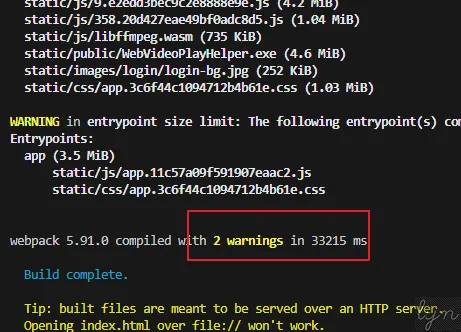 static/js/9.e2edd3bec9c2e8888e9e.js (4.2 MiB)
static/js/358.20d427eae49bf0adc8d5.js (1.04 MiB)
static/js/libffmpeg.wasm (735 KiB)
static/public/WebVideoPlayHelper.exe (4.6 MiB)
static/images/login/login-bg.jpg (252 KiB)
static/css/app.3c6f44c1094712b4b61e.css (1.03 MiB)
WARNING in entrypoint size limit: The following entrypoint(s) com
Entrypoints:
app (3.5 MiB)
static/js/app.11c57a09f591907eaac2.js
static/css/app.3c6f44c1094712b4b61e.css
webpack 5.91.0 compiled with 2 warnings in 33215 ms
Build complete.
Tip: built files are meant to be served over an HTTP server.
Opening index.html over file:// won't work.
lyn